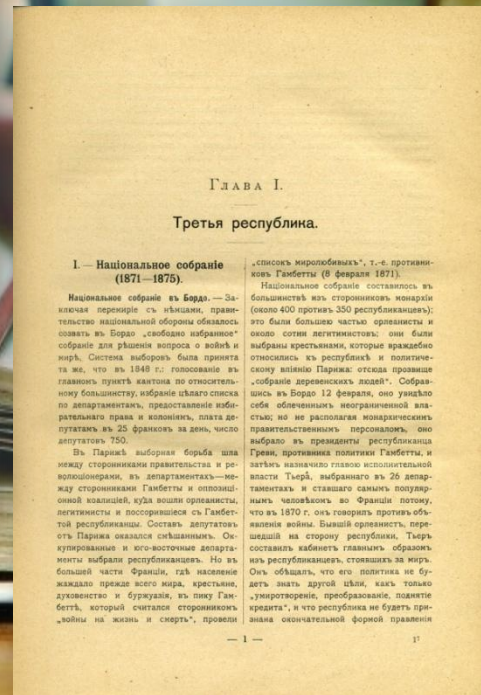 Глава I.
Третья республика.
I. — Національное собраніе
(1871—1875).
Національное собраніе въ Бордо. — За-
ключая перемиріе съ нѣмцами, прави-
тельство національной обороны обязалось
созвать въ Бордо „свободно избранное"
собраніе для рѣшенія вопроса о войнѣ и
мирѣ, Система выборовъ была принята
та же, что въ 1848 г.: голосованіе въ
главномъ пунктѣ кантона по относитель-
ному большинству, избраніе цѣлаго списка
по департаментамъ, предоставленіе избира-
тельнаго права и колоніямъ, плата де-
путатамъ въ 25 франковъ за день, число
депутатовъ 750.
Въ Парижѣ выборная борьба шла
между сторонниками правительства и ре-
волюціонерами, въ департаментахъ—ме-
жду сторонниками Гамбетты и оппозиці-
онной коалиціей, куда вошли орлеанисты,
легитимисты и поссорившіеся съ Гамбет-
той республиканцы. Составъ депутатовъ
отъ Парижа оказался смѣшаннымъ. Ок-
купированные и юго-восточные департа-
менты выбрали республиканцевъ. Но въ
большей части Франціи, гдѣ населеніе
жаждало прежде всего мира, крестьяне,
духовенство и буржуазія, въ пику Гам-
беттѣ, который считался сторонникомъ
„войны на жизнь и смерть", провели
„списокъ миролюбивыхъ", т.-е. противни-
ковъ Гамбетты (8 февраля 1871).
Національное собраніе составилось въ
большинствѣ изъ сторонниковъ монархіи
(около 400 противъ 350 республиканцевъ);
это были большею частью орлеанисты и
около сотни легитимистовъ; они были
выбраны крестьянами, которые враждебно
относились къ республикѣ и политиче-
скому вліянію Парижа: отсюда прозвище
„собраніе деревенскихъ людей". Собрав-
шись въ Бордо 12 февраля, оно увидѣло
себя облеченнымъ неограниченной вла-
стью; но не располагая монархическимъ
правительственнымъ персоналомъ, оно
выбрало въ президенты республиканца
Греви, противника политики Гамбетты, и
затѣмъ назначило главою исполнительной
власти Тьера, выбраннаго въ 26 депар-
таментахъ и ставшаго самымъ популяр-
нымъ человѣкомъ во Франціи потому,
что въ 1870 г. онъ говорилъ противъ объ-
явленія войны. Бывшій орлеанистъ, пере-
шедшій на сторону республики, Тьеръ
составилъ кабинетъ главнымъ образомъ
изъ республиканцевъ, стоявшихъ за миръ.
Онъ обѣщалъ, что его политика не бу-
детъ знать другой цѣли, какъ только
„умиротвореніе, преобразованіе, поднятіе
кредита", и что республика не будетъ при-
знана окончательной формой правленія
— 1 —